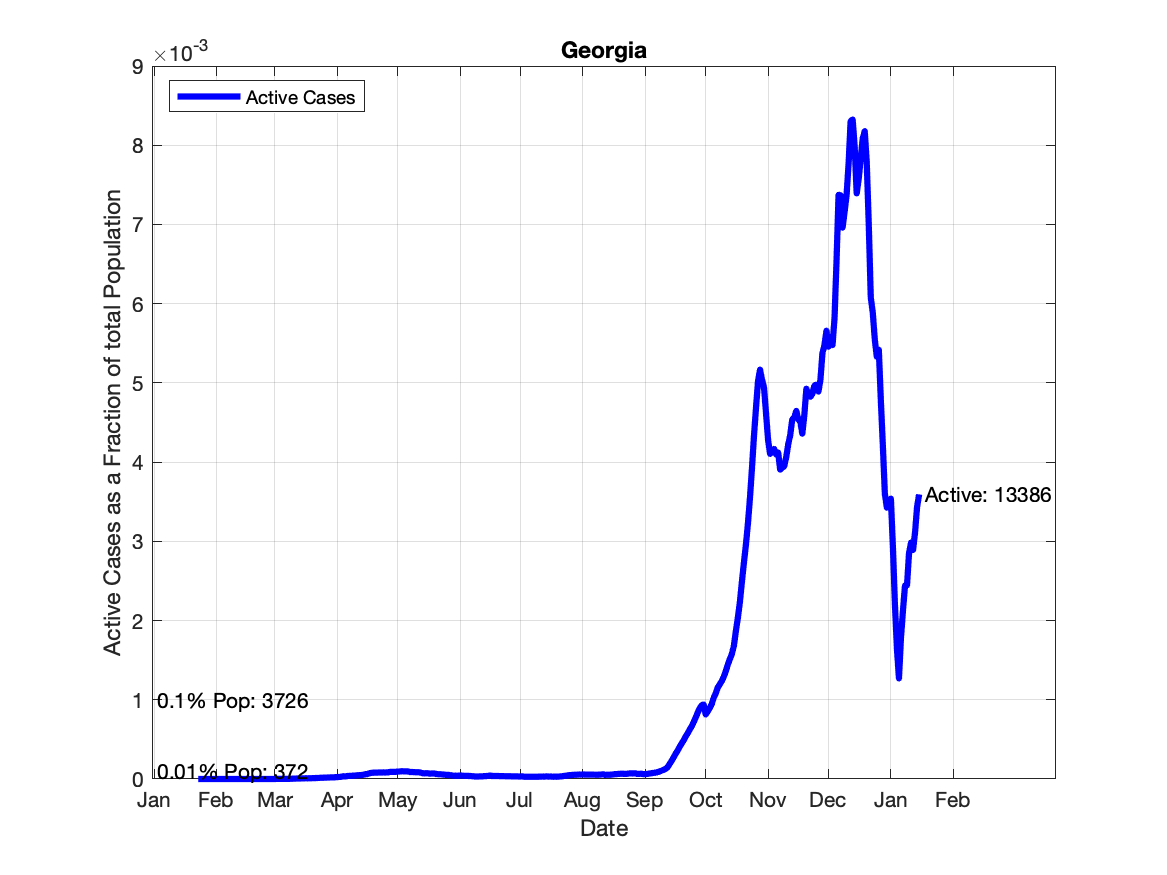 Georgia
×10-3
9
Active Cases
8
7
6
5
4
Active: 13386
3
2
1
0.1% Pop: 3726
0.01% Pop: 372
0
Active Cases as a Fraction of total Population
Jan Feb Mar Apr May Jun Jul Aug Sep Oct Nov Dec Jan Feb
Date